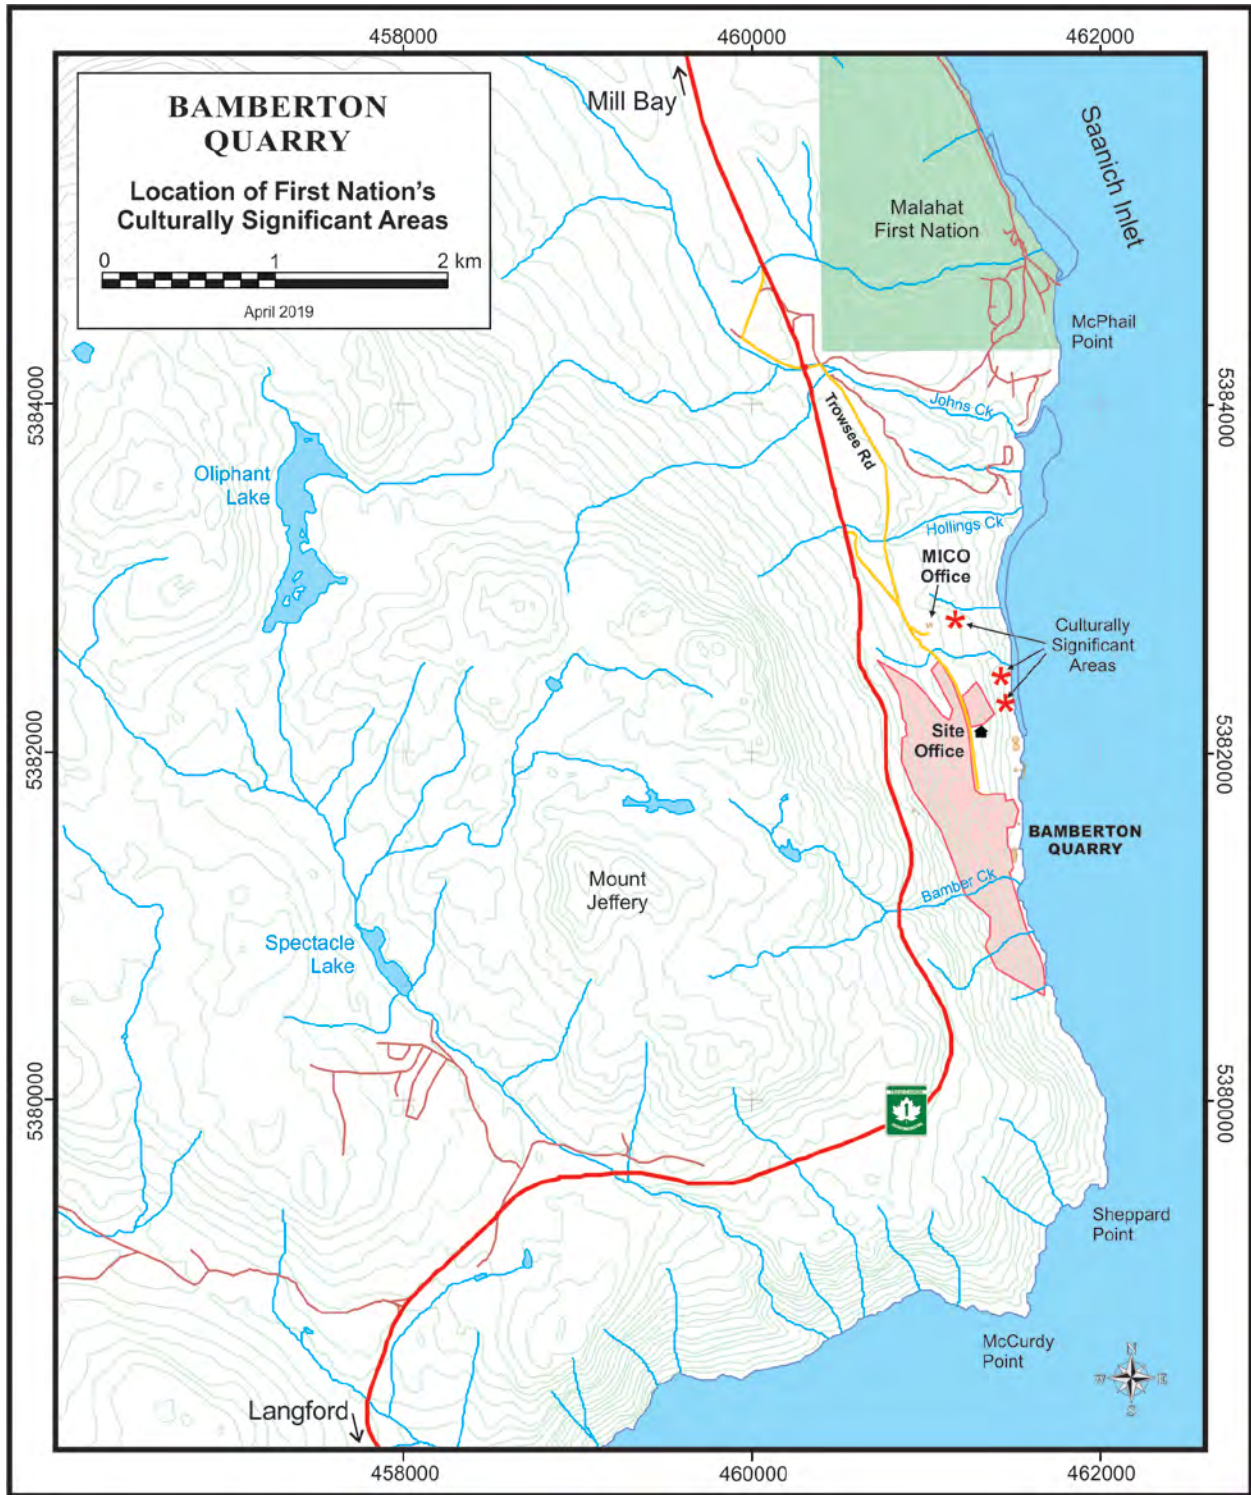 458000
460000
462000
BAMBERTON
QUARRY
Location of First Nation's
Culturally Significant Areas
0
1
2 km
April 2019
Mill Bay
Saanich Inlet
Malahat
First Nation
McPhail
Point
5384000
5384000
Johns Ck
Trowsee Rd
Oliphant
Lake
Hollings Ck
MICO
Office
Culturally
Significant
Areas
Site
Office
5382000
5382000
BAMBERTON
QUARRY
Mount
Jeffery
Bamber Ck
Spectacle
Lake
5380000
5380000
1
Sheppard
Point
McCurdy
Point
N
W
E
S
Langford
458000
460000
462000